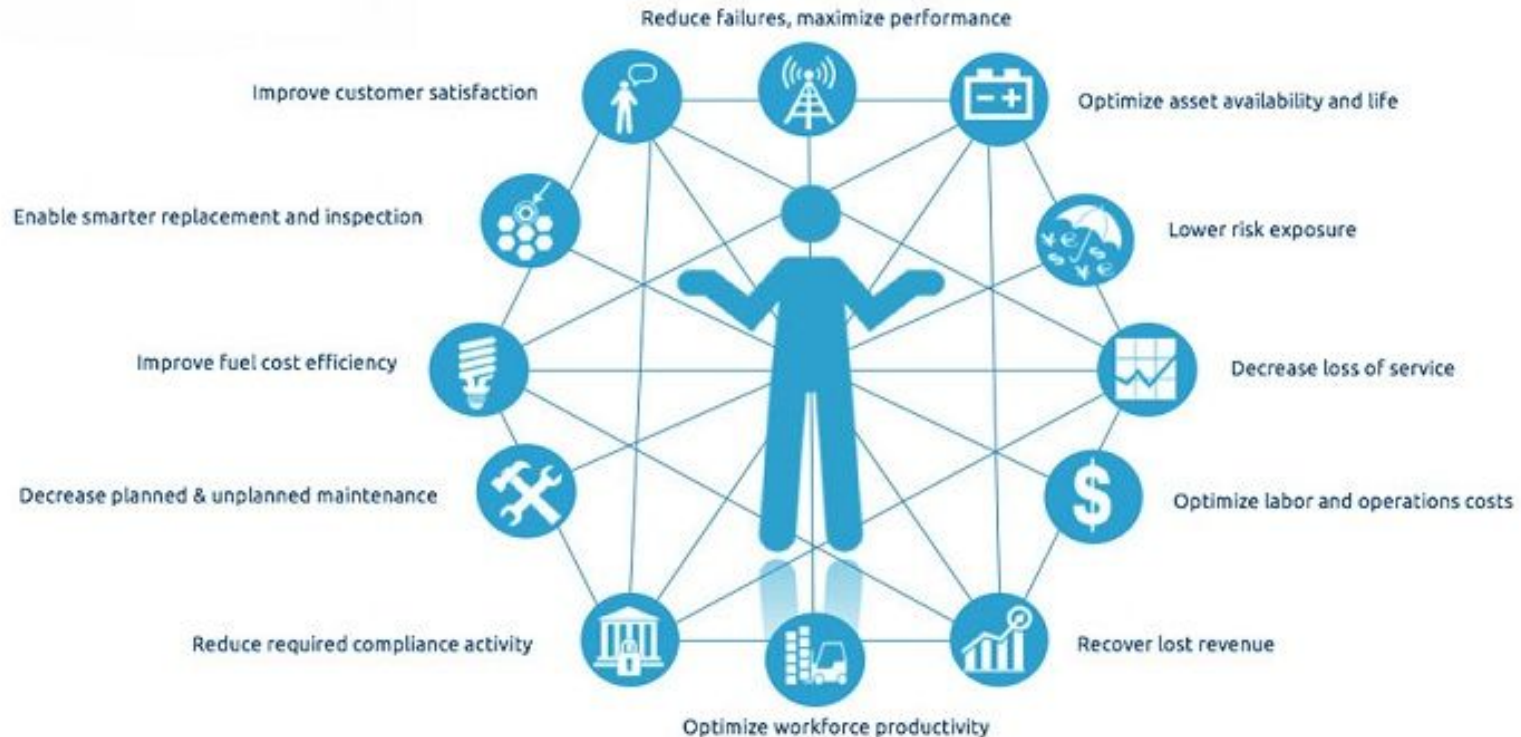 Reduce failures, maximize performance
Improve customer satisfaction
Optimize asset availability and life
Enable smarter replacement and inspection
Lower risk exposure
Improve fuel cost efficiency
Decrease loss of service
Decrease planned & unplanned maintenance
Optimize labor and operations costs
Reduce required compliance activity
Recover lost revenue
Optimize workforce productivity